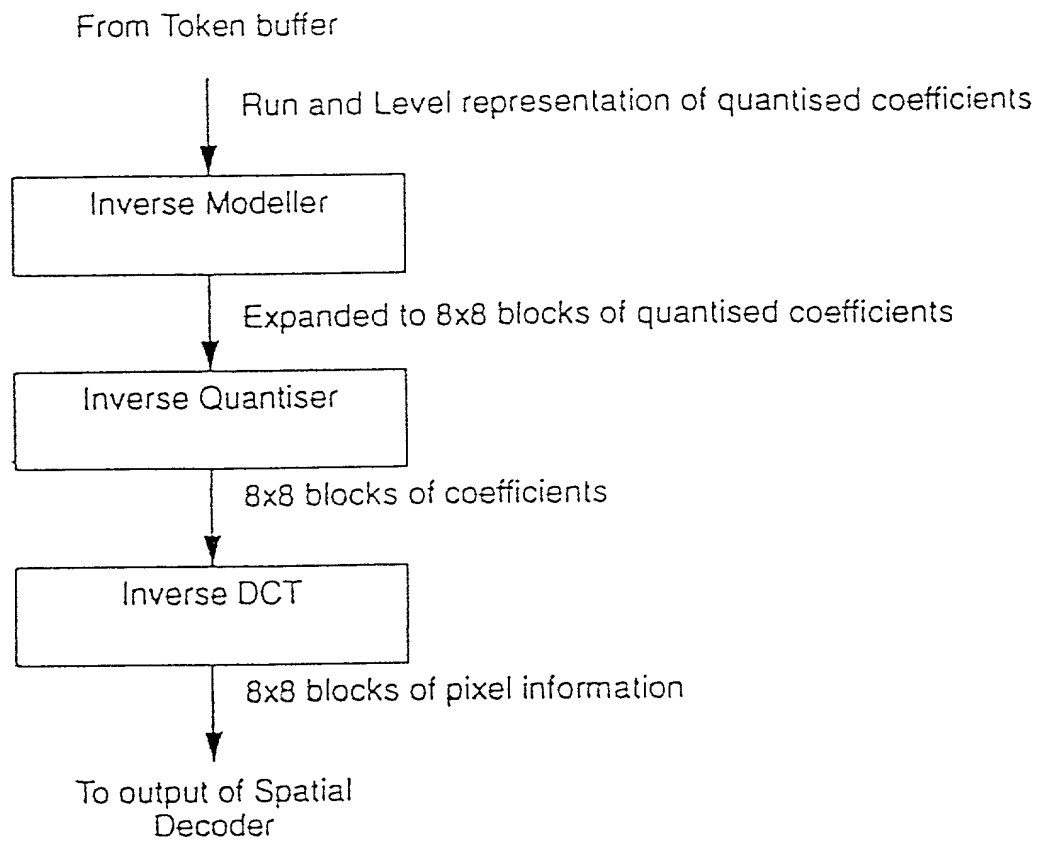 From Token buffer
Run and Level representation of quantised coefficients
Inverse Modeller
Expanded to 8x8 blocks of quantised coefficients
Inverse Quantiser
8x8 blocks of coefficients
Inverse DCT
8x8 blocks of pixel information
To output of Spatial
Decoder